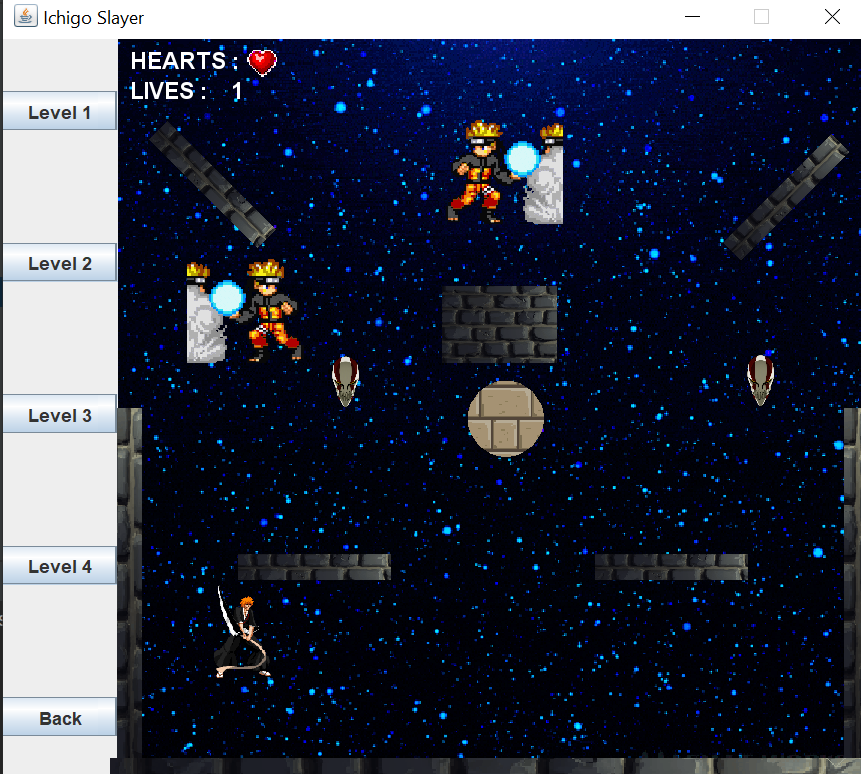 Ichigo Slayer
HEARTS :
LIVES : 1
Level 1
Level 2
Level 3
Level 4
Back